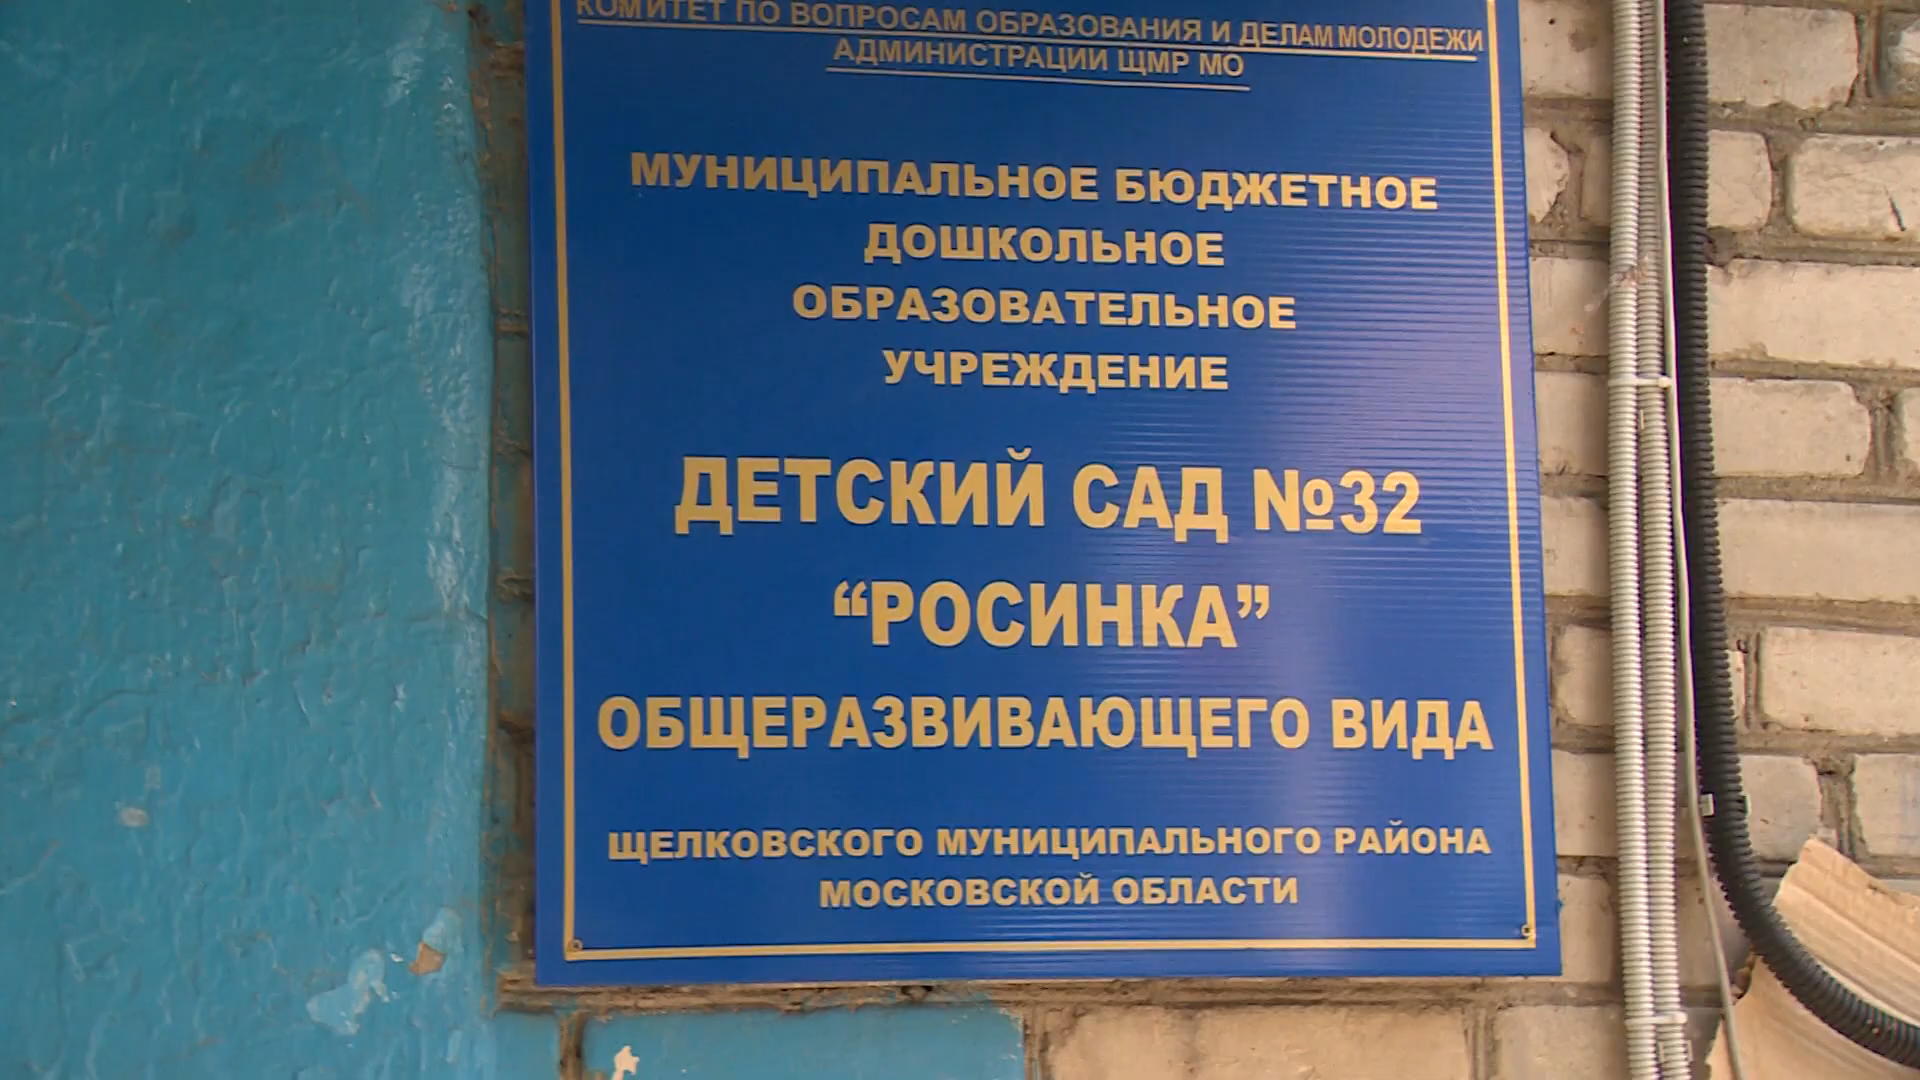 КОМИТЕТ ПО ВОПРОСАМ ОБРАЗОВАНИЯ И ДЕЛАМ МОЛОДЕЖИ
АДМИНИСТРАЦИИ ЩМР МО
МУНИЦИПАЛЬНОЕ БЮДЖЕТНОЕ
ДОШКОЛЬНОЕ
ОБРАЗОВАТЕЛЬНОЕ
УЧРЕЖДЕНИЕ
ДЕТСКИЙ САД №32
“РОСИНКА”
ОБЩЕРАЗВИВАЮЩЕГО ВИДА
ЩЕЛКОВСКОГО МУНИЦИПАЛЬНОГО РАЙОНА
МОСКОВСКОЙ ОБЛАСТИ